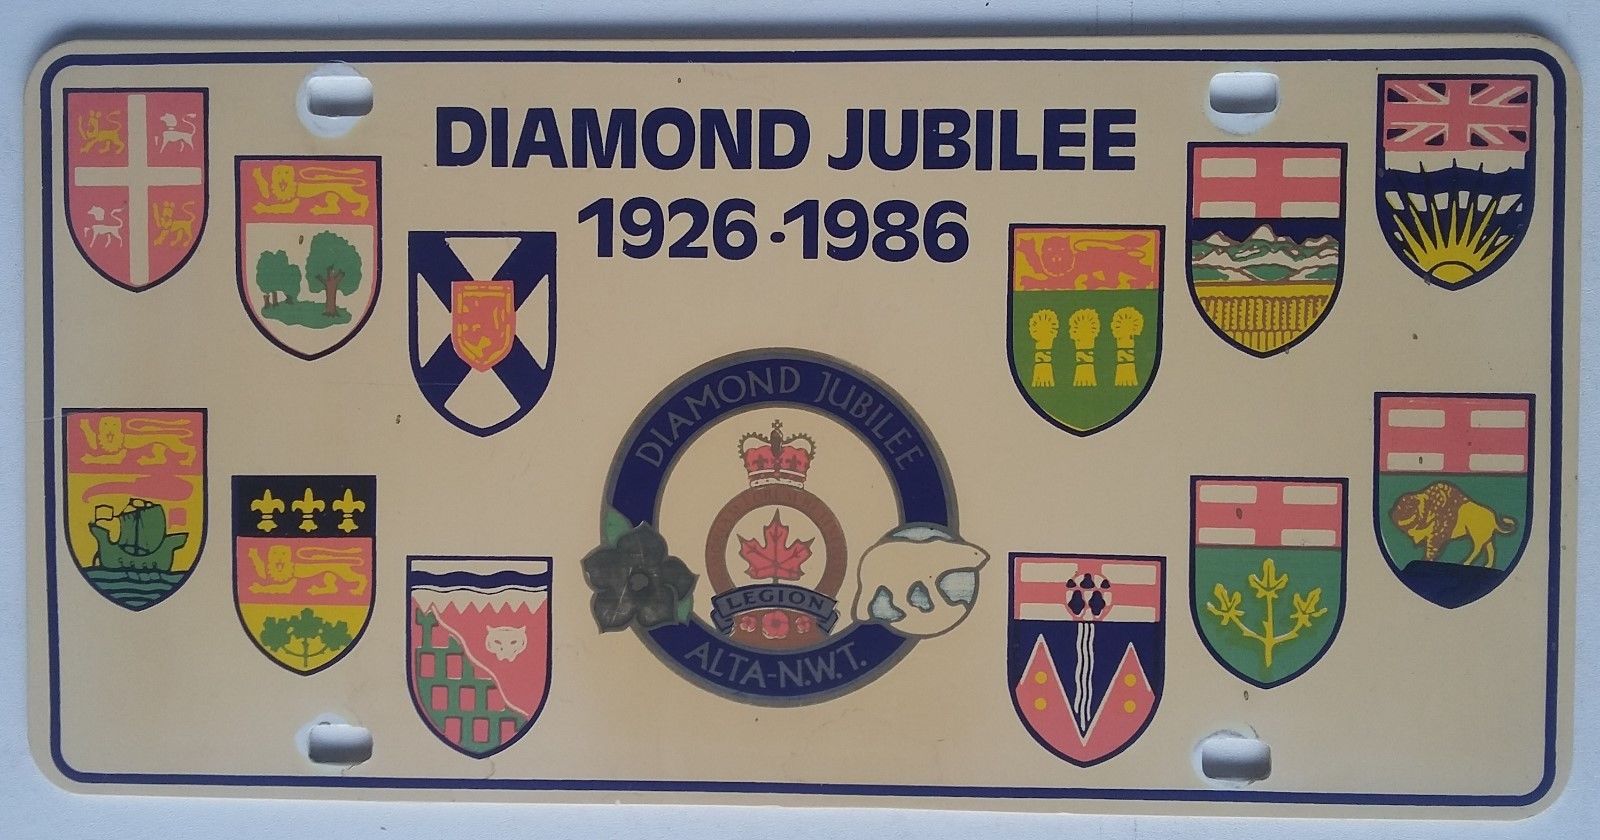 DIAMOND JUBILEE
1926·1986
DIAMOND JUBILEE
LEGION
ALTA-N.W.T.